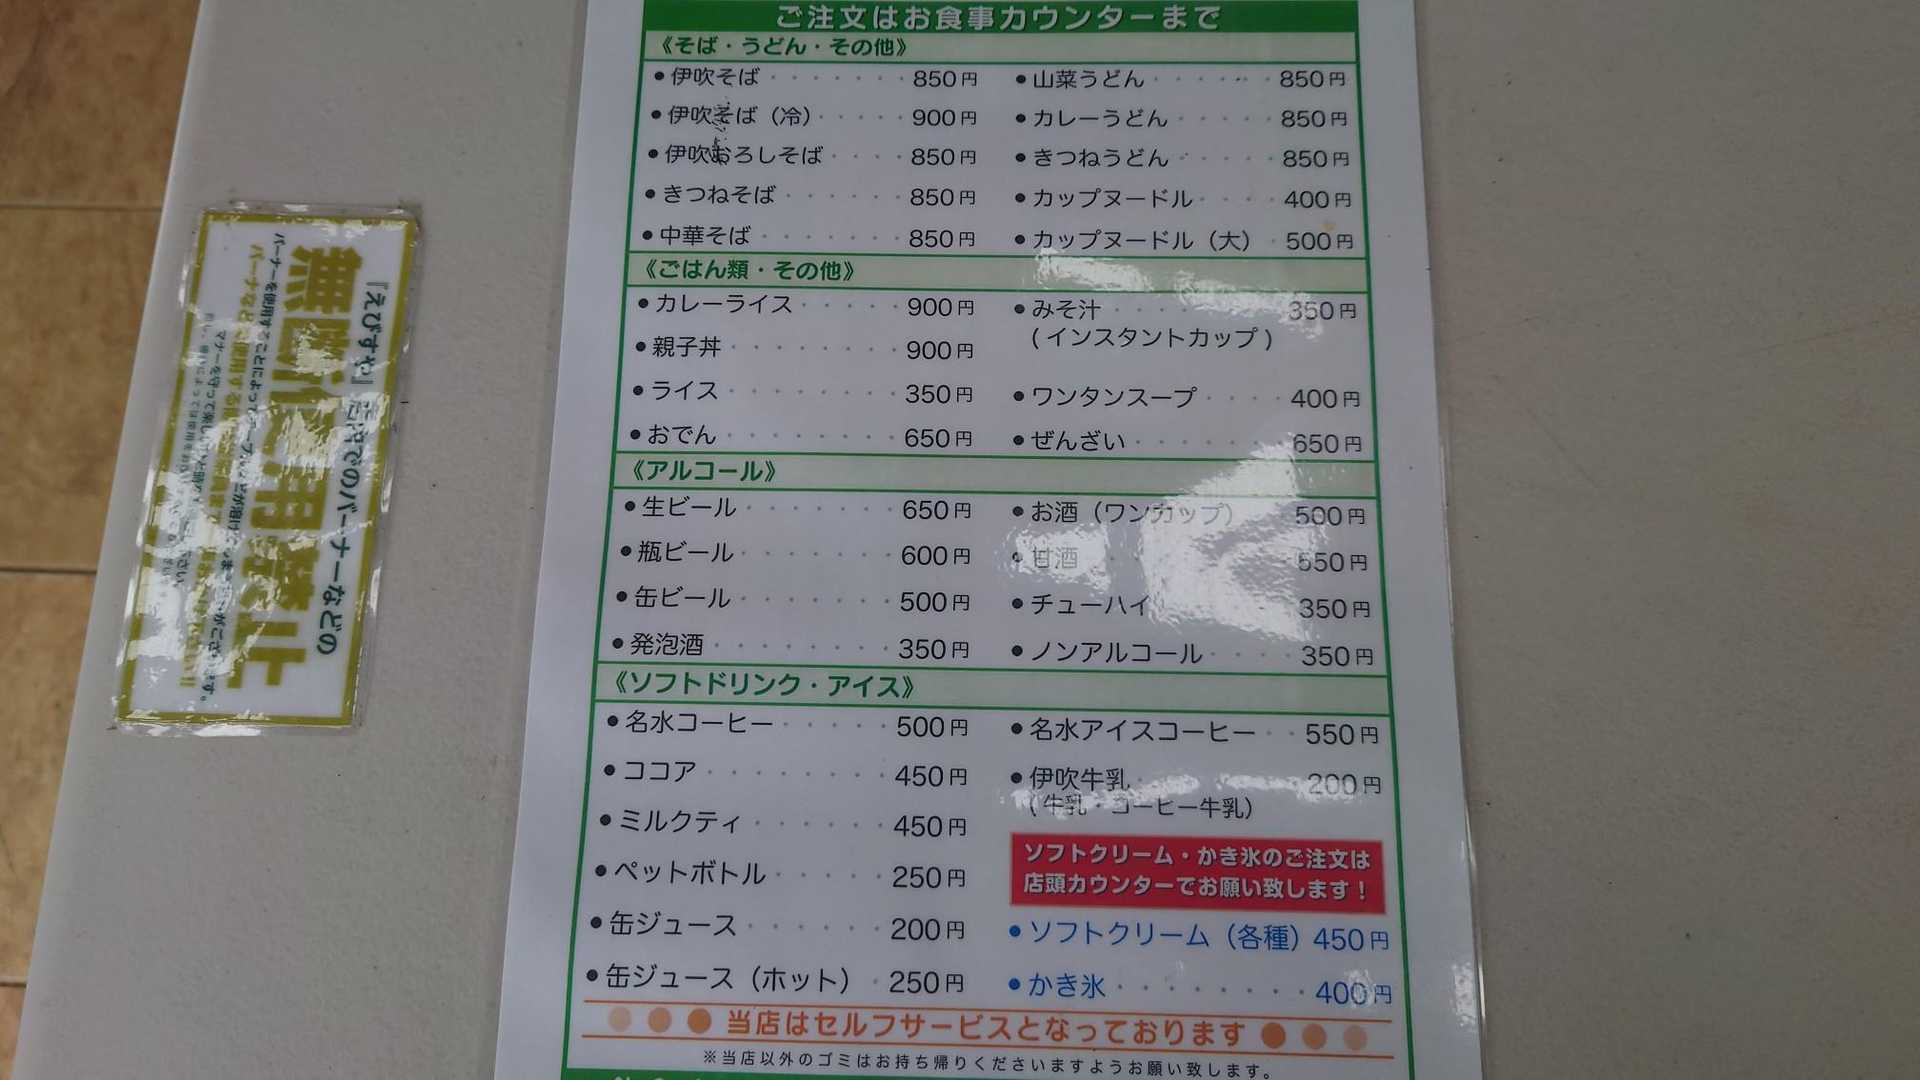 ご注文はお食事カウンターまで
《そば・うどん・その他》
●伊吹そば・・・・・・・850円
●伊吹そば（冷）・・・・・900円
●伊吹おろしそば・・・・850円
●きつねそば・・・・・・850円
●中華そば・・・・・・・850円
●山菜うどん・・・・・・850円
●カレーうどん・・・・・850円
●きつねうどん・・・・・850円
●カップヌードル・・・・400円
●カップヌードル（大）・500円
《ごはん類・その他》
●カレーライス・・・・・900円
●親子丼・・・・・・・・900円
●ライス・・・・・・・・350円
●おでん・・・・・・・・650円
●みそ汁・・・・・・・・350円
(インスタントカップ)
●ワンタンスープ・・・・400円
●ぜんざい・・・・・・・650円
《アルコール》
●生ビール・・・・・・・650円
●瓶ビール・・・・・・・600円
●缶ビール・・・・・・・500円
●発泡酒・・・・・・・・350円
●お酒（ワンカップ） 500円
●甘酒 550円
●チューハイ 350円
●ノンアルコール・・・・350円
《ソフトドリンク・アイス》
●名水コーヒー・・・・・500円
●ココア・・・・・・・・450円
●ミルクティ・・・・・・450円
●ペットボトル・・・・・250円
●缶ジュース・・・・・・200円
●缶ジュース（ホット）・250円
●名水アイスコーヒー・・550円
●伊吹牛乳 200円
(牛乳・コーヒー牛乳)
ソフトクリーム・かき氷のご注文は
店頭カウンターでお願い致します！
●ソフトクリーム（各種）450円
●かき氷・・・・・・・・400円
●●●当店はセルフサービスとなっております●●●
※当店以外のゴミはお持ち帰りくださいますようお願い致します。
『えびすや』店内でのバーナーなどの
無断使用禁止